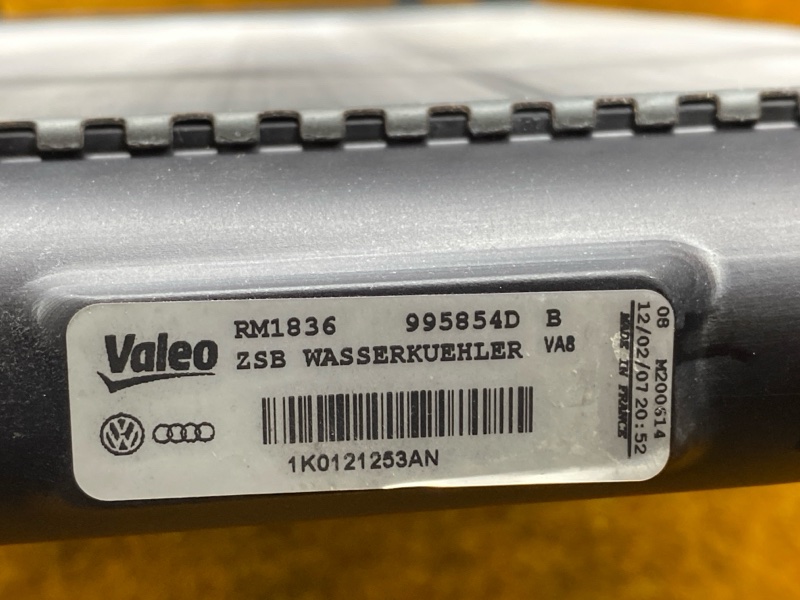 Valeo
RM1836 995854D B
ZSB WASSERKUEHLER VA8
1K0121253AN
08 M200614
12/02/07 20:52
MADE IN FRANCE